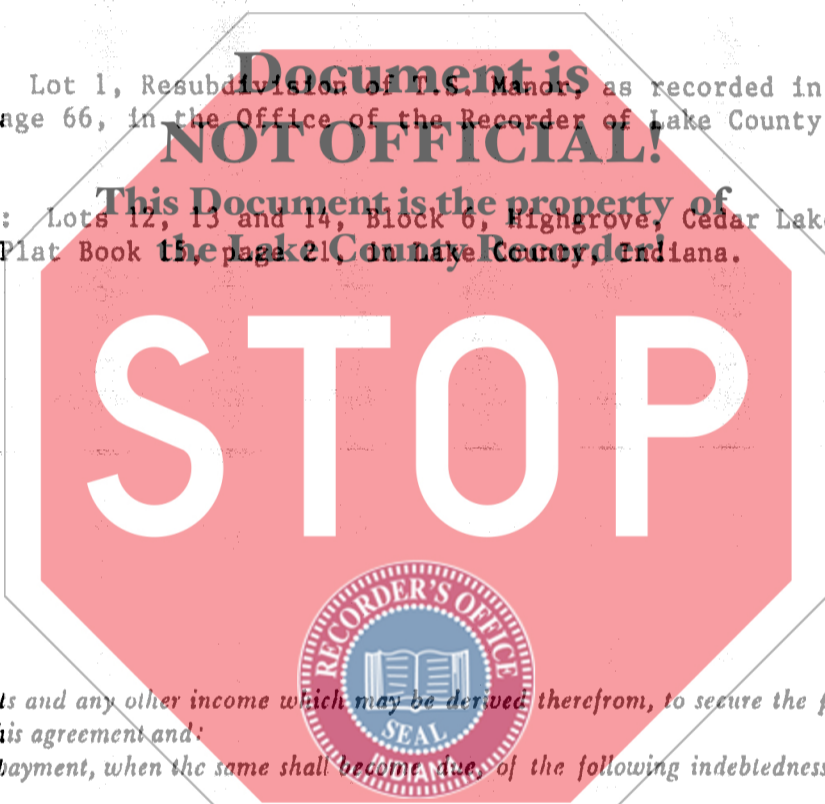 Document is
Lot 1, Resubdivision of T.S. Manor, as recorded in
age 66, in the Office of the Recorder of Lake County
NOT OFFICIAL!
This Document is the property of
: Lots 12, 13 and 14, Block 6, Highgrove, Cedar Lake
the Lake County Recorder!
Plat Book 15, page 21, in Lake County, Indiana.
STOP
RECORDER'S OFFICE
SEAL
INDIANA
ts and any other income which may be derived therefrom, to secure the
his agreement and:
payment, when the same shall become due, of the following indebtedness